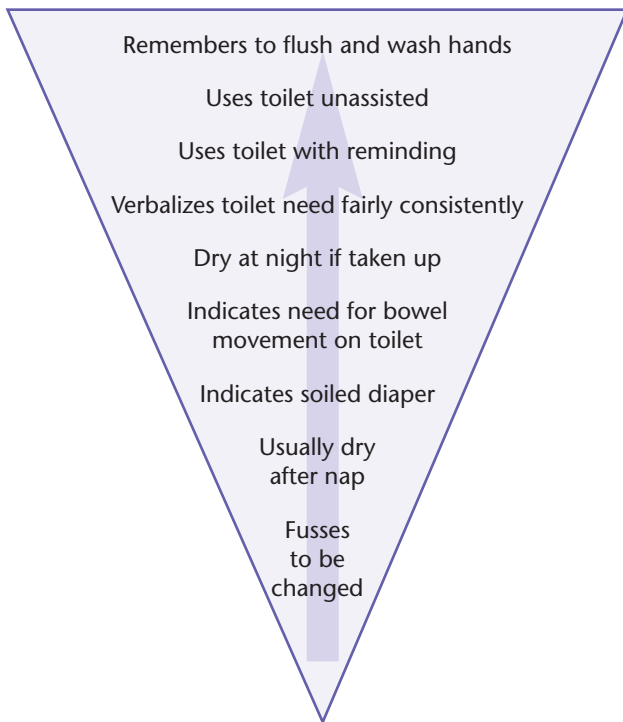 Remembers to flush and wash hands
Uses toilet unassisted
Uses toilet with reminding
Verbalizes toilet need fairly consistently
Dry at night if taken up
Indicates need for bowel
movement on toilet
Indicates soiled diaper
Usually dry
after nap
Fusses
to be
changed